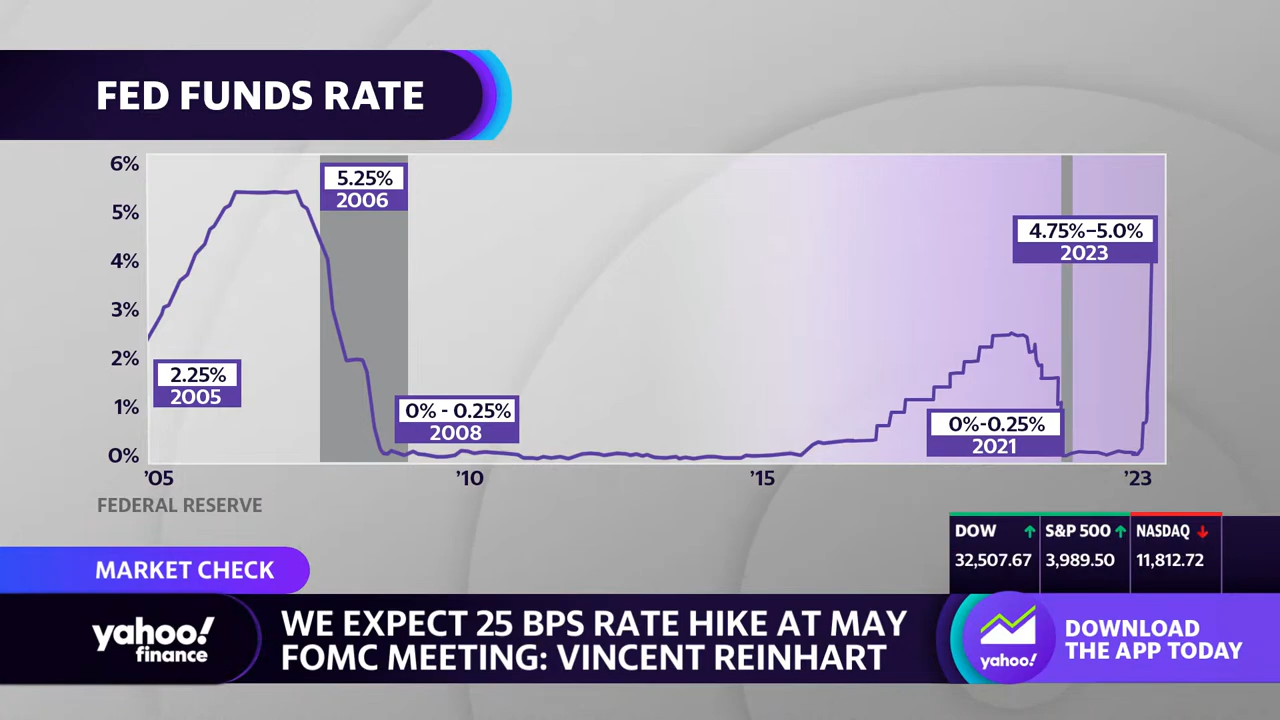 FED FUNDS RATE
6%
5%
4%
3%
2%
1%
0%
5.25%
2006
4.75%–5.0%
2023
2.25%
2005
0% - 0.25%
2008
0%-0.25%
2021
’05
’10
’15
’23
FEDERAL RESERVE
DOW
32,507.67
S&P 500
3,989.50
NASDAQ
11,812.72
MARKET CHECK
yahoo!
finance
WE EXPECT 25 BPS RATE HIKE AT MAY
FOMC MEETING: VINCENT REINHART
yahoo!
DOWNLOAD
THE APP TODAY